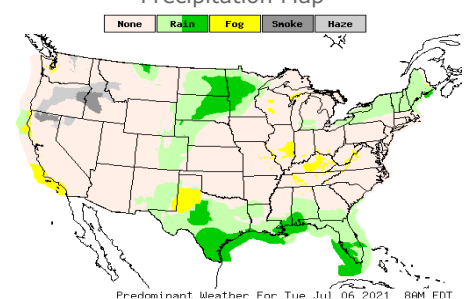 Precipitation Map
None Rain Fog Smoke Haze
Predominant Weather For Tue Jul 06 2021 8AM EDT